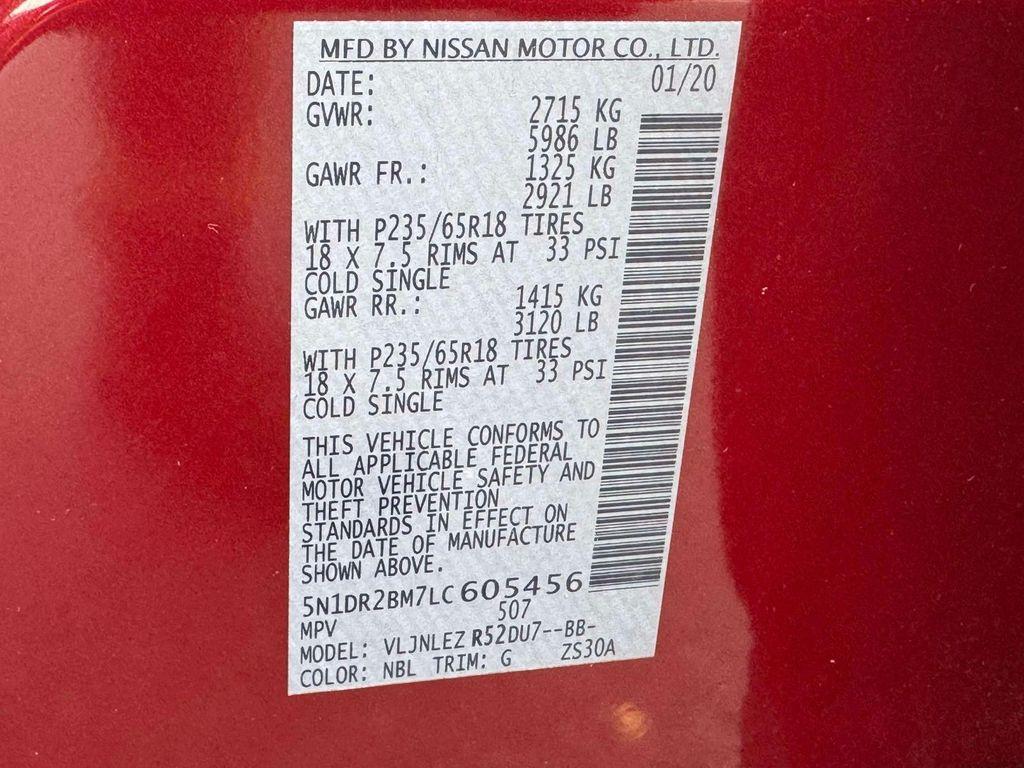 MFD BY NISSAN MOTOR CO., LTD.
DATE: 01/20
GVWR: 2715 KG
5986 LB
GAWR FR.: 1325 KG
2921 LB
WITH P235/65R18 TIRES
18 X 7.5 RIMS AT 33 PSI
COLD SINGLE
GAWR RR.: 1415 KG
3120 LB
WITH P235/65R18 TIRES
18 X 7.5 RIMS AT 33 PSI
COLD SINGLE
THIS VEHICLE CONFORMS TO
ALL APPLICABLE FEDERAL
MOTOR VEHICLE SAFETY AND
THEFT PREVENTION
STANDARDS IN EFFECT ON
THE DATE OF MANUFACTURE
SHOWN ABOVE.
5N1DR2BM7LC605456
MPV 507
MODEL: VLJNLEZ R52DU7--BB-
COLOR: NBL TRIM: G ZS30A